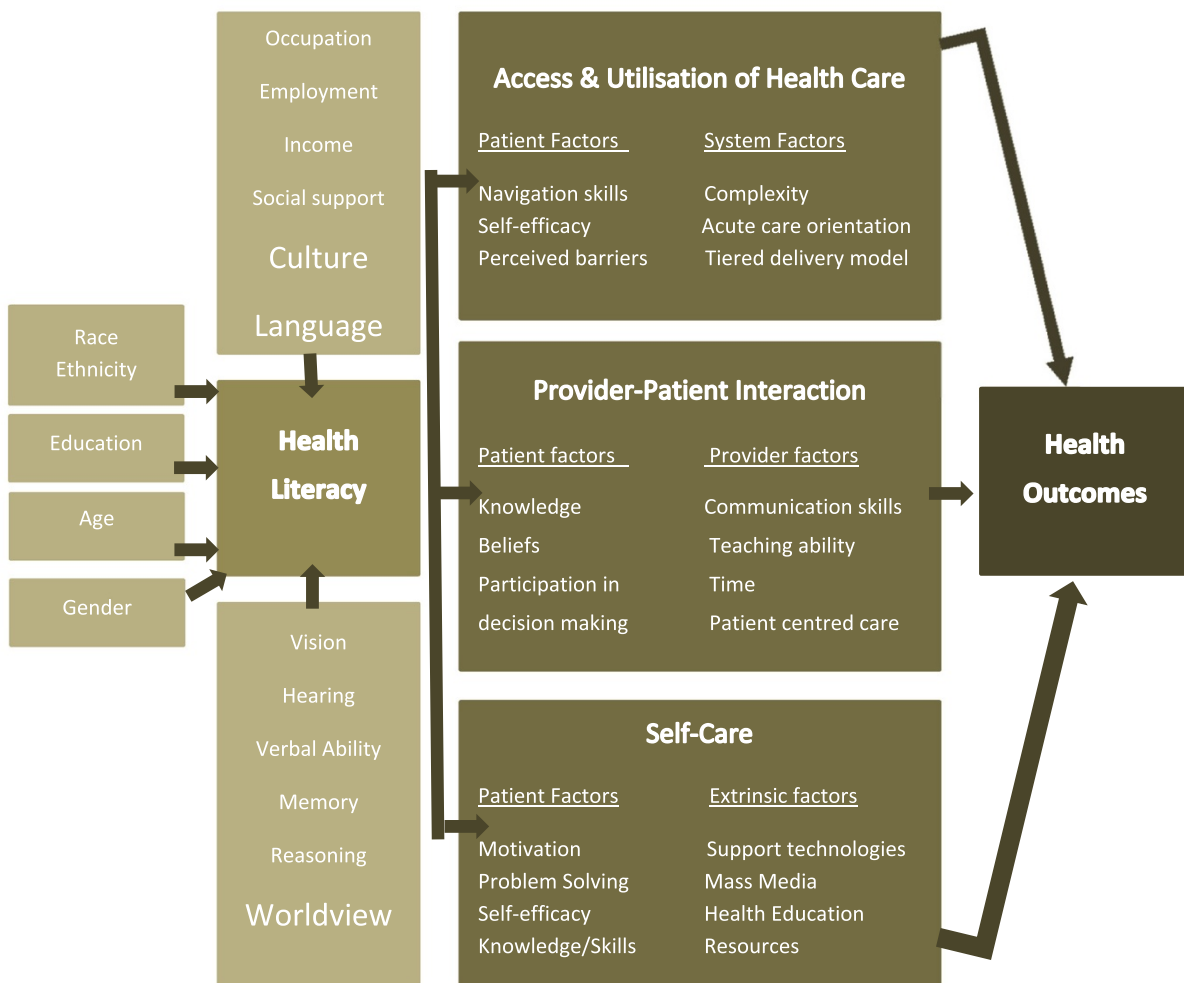 Occupation
Employment
Income
Social support
Culture
Language
Race
Ethnicity
Education
Age
Gender
Health
Literacy
Vision
Hearing
Verbal Ability
Memory
Reasoning
Worldview
Access & Utilisation of Health Care
Patient Factors
Navigation skills
Self-efficacy
Perceived barriers
System Factors
Complexity
Acute care orientation
Tiered delivery model
Provider-Patient Interaction
Patient factors
Knowledge
Beliefs
Participation in
decision making
Provider factors
Communication skills
Teaching ability
Time
Patient centred care
Self-Care
Patient Factors
Motivation
Problem Solving
Self-efficacy
Knowledge/Skills
Extrinsic factors
Support technologies
Mass Media
Health Education
Resources
Health
Outcomes